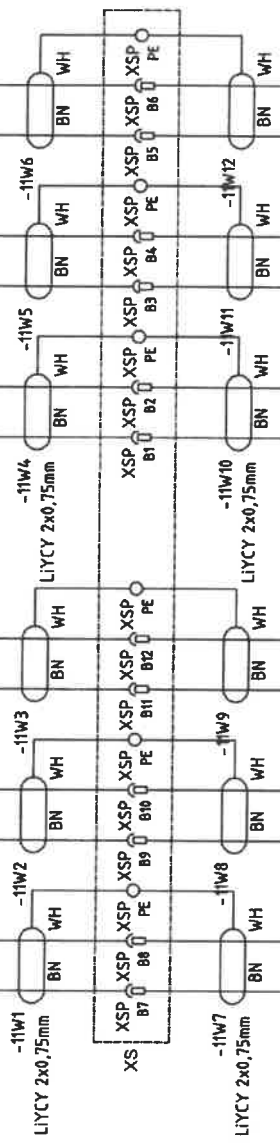 -11W1 -11W2 -11W3 -11W4 -11W5 -11W6
LiYCY 2x0,75mm LiYCY 2x0,75mm
BN WH BN WH BN WH BN WH BN WH BN WH
XSP XSP XSP XSP XSP XSP XSP XSP XSP XSP XSP XSP XSP XSP XSP XSP XSP XSP
XS
B7 B8 PE B9 B10 PE B11 B12 PE B1 B2 PE B3 B4 PE B5 B6 PE
-11W7 -11W8 -11W9 -11W10 -11W11 -11W12
LiYCY 2x0,75mm LiYCY 2x0,75mm
BN WH BN WH BN WH BN WH BN WH BN WH